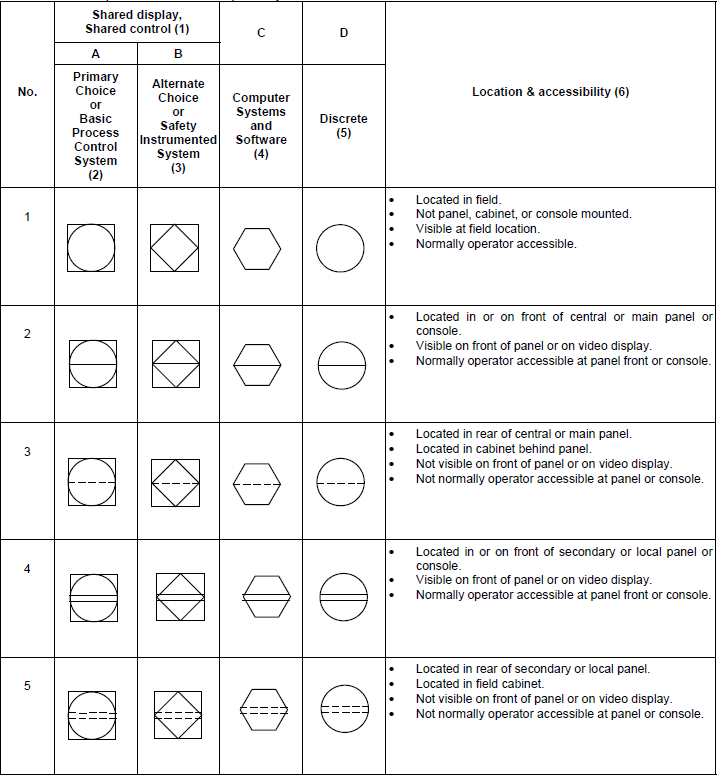 Shared display,
Shared control (1)
C
D
A
B
No.
Primary
Choice
or
Basic
Process
Control
System
(2)
Alternate
Choice
or
Safety
Instrumented
System
(3)
Computer
Systems
and
Software
(4)
Discrete
(5)
Location & accessibility (6)
1
• Located in field.
• Not panel, cabinet, or console mounted.
• Visible at field location.
• Normally operator accessible.
2
• Located in or on front of central or main panel or
console.
• Visible on front of panel or on video display.
• Normally operator accessible at panel front or console.
3
• Located in rear of central or main panel.
• Located in cabinet behind panel.
• Not visible on front of panel or on video display.
• Not normally operator accessible at panel or console.
4
• Located in or on front of secondary or local panel or
console.
• Visible on front of panel or on video display.
• Normally operator accessible at panel front or console.
5
• Located in rear of secondary or local panel.
• Located in field cabinet.
• Not visible on front of panel or on video display.
• Not normally operator accessible at panel or console.